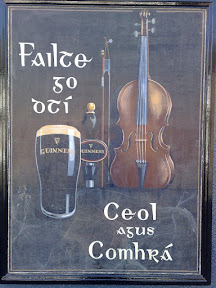 Failte
go
dtí
GUINNESS
GUINNESS
Ceol
agus
Comhrá